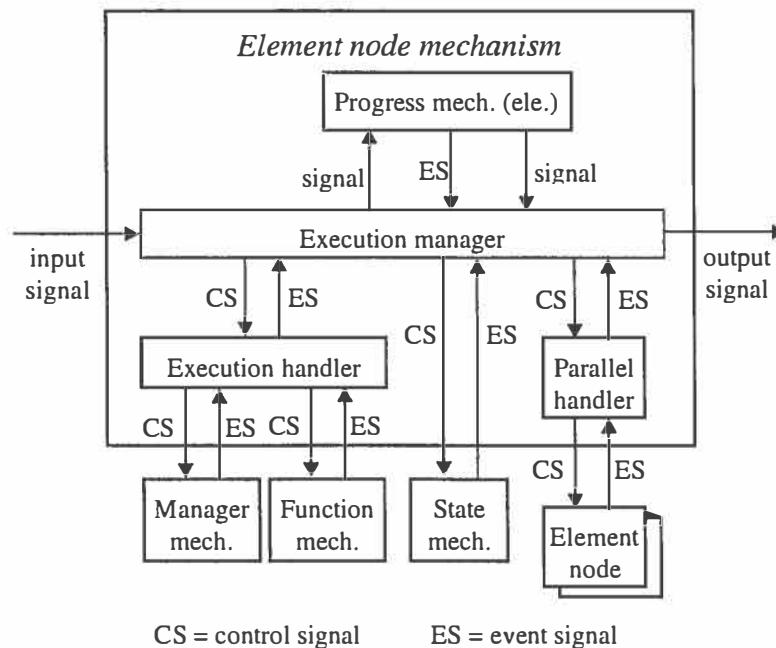 Element node mechanism
Progress mech. (ele.)
signal
ES
signal
Execution manager
input
signal
output
signal
CS
ES
CS
ES
CS
ES
Execution handler
Parallel
handler
CS
ES
CS
ES
CS
ES
Manager
mech.
Function
mech.
State
mech.
Element
node
CS = control signal
ES = event signal